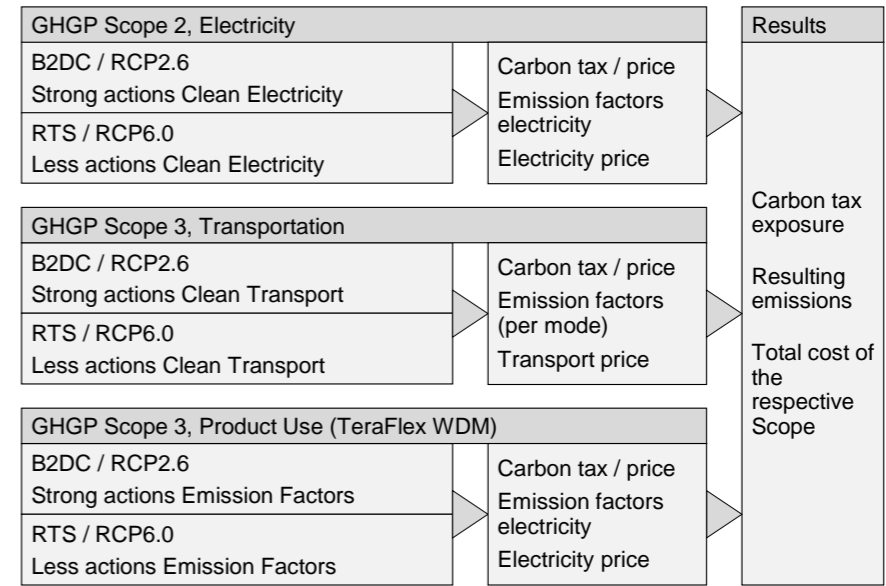 GHGP Scope 2, Electricity
B2DC / RCP2.6
Strong actions Clean Electricity
RTS / RCP6.0
Less actions Clean Electricity
Carbon tax / price
Emission factors
electricity
Electricity price
GHGP Scope 3, Transportation
B2DC / RCP2.6
Strong actions Clean Transport
RTS / RCP6.0
Less actions Clean Transport
Carbon tax / price
Emission factors
(per mode)
Transport price
GHGP Scope 3, Product Use (TeraFlex WDM)
B2DC / RCP2.6
Strong actions Emission Factors
RTS / RCP6.0
Less actions Emission Factors
Carbon tax / price
Emission factors
electricity
Electricity price
Results
Carbon tax
exposure
Resulting
emissions
Total cost of
the
respective
Scope